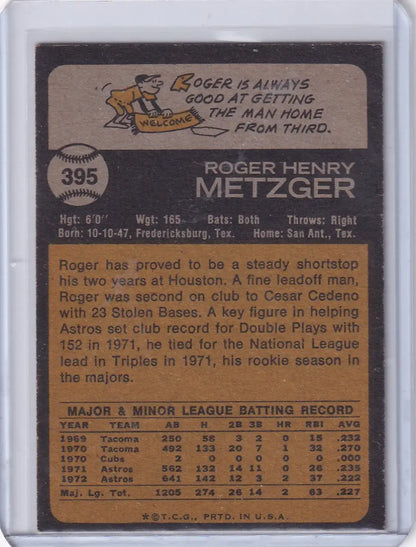 ROGER IS ALWAYS
GOOD AT GETTING
THE MAN HOME
FROM THIRD.
WELCOME
395
ROGER HENRY
METZGER
Hgt: 6'0" Wgt: 165 Bats: Both Throws: Right
Born: 10-10-47, Fredericksburg, Tex. Home: San Ant., Tex.
Roger has proved to be a steady shortstop
his two years at Houston. A fine leadoff man,
Roger was second on club to Cesar Cedeno
with 23 Stolen Bases. A key figure in helping
Astros set club record for Double Plays with
152 in 1971, he tied for the National League
lead in Triples in 1971, his rookie season in
the majors.
MAJOR & MINOR LEAGUE BATTING RECORD
YEAR TEAM AB H 2B 3B HR RBI AVG
1969 Tacoma 250 58 3 2 0 15 .232
1970 Tacoma 492 133 20 7 1 32 .270
1970 Cubs 2 0 0 0 0 0 .000
1971 Astros 562 132 14 11 0 26 .235
1972 Astros 641 142 12 3 2 37 .222
Maj. Lg. Tot. 1205 274 26 14 2 63 .227
*© T.C.G., PRTD. IN U.S.A.